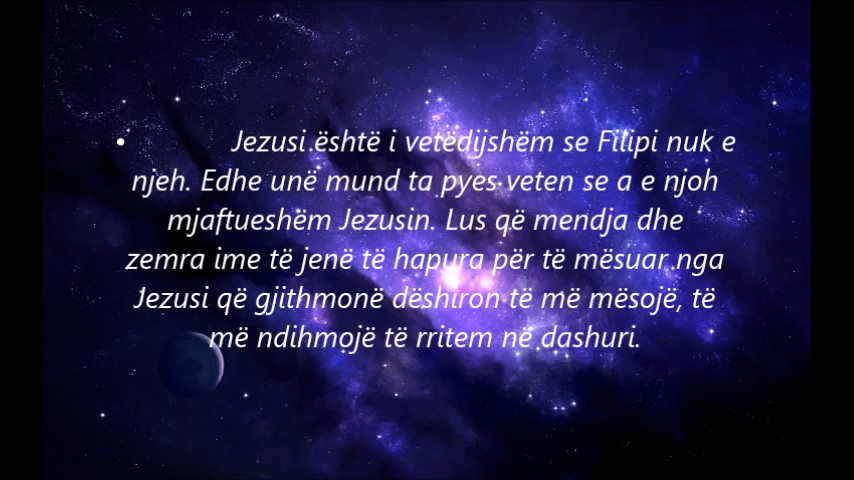 • Jezusi është i vetëdijshëm se Filipi nuk e
njeh. Edhe unë mund ta pyes veten se a e njoh
mjaftueshëm Jezusin. Lus që mendja dhe
zemra ime të jenë të hapura për të mësuar nga
Jezusi që gjithmonë dëshiron të më mësojë, të
më ndihmojë të rritem në dashuri.